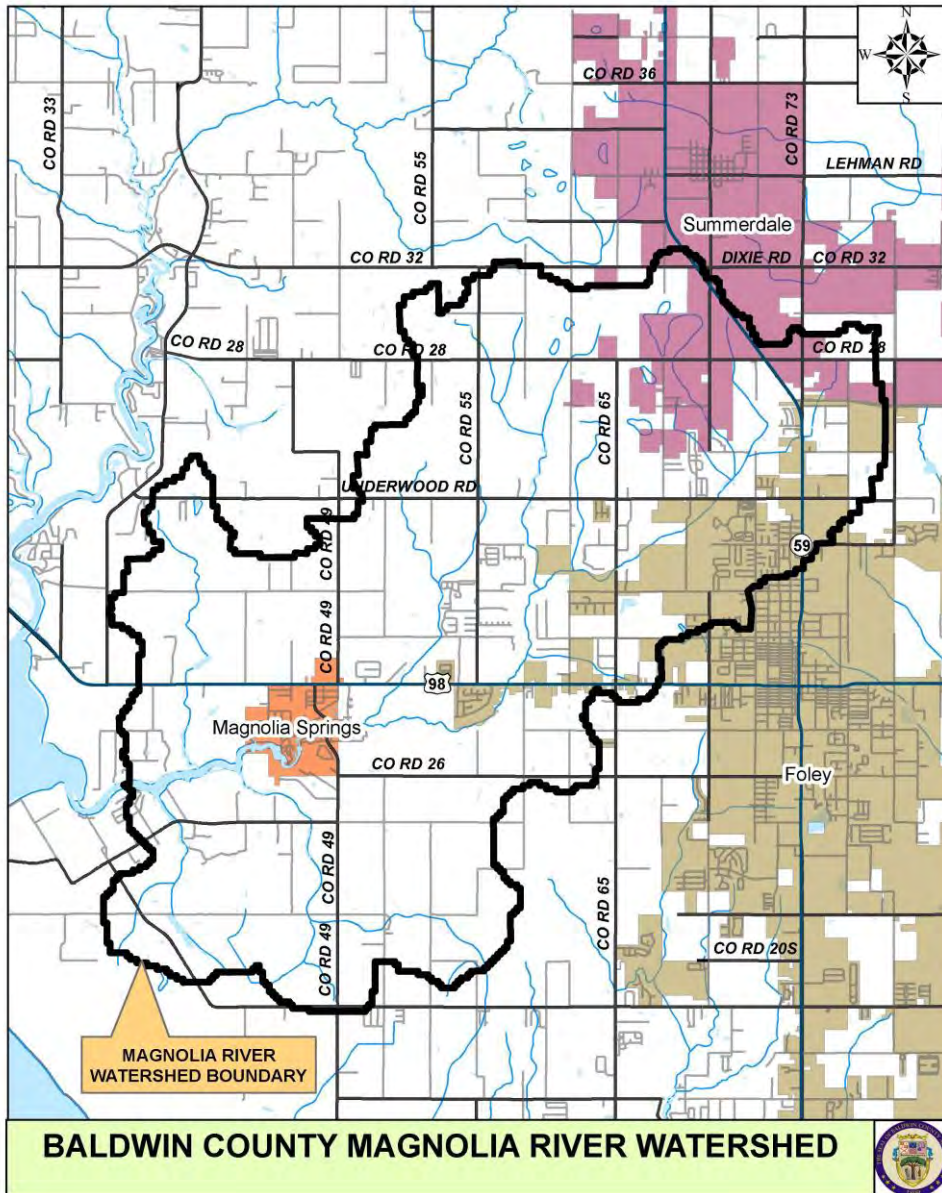 N
W
S
CO RD 36
CO RD 33
CO RD 73
CO RD 55
LEHMAN RD
Summerdale
CO RD 32
DIXIE RD
CO RD 32
CO RD 28
CO RD 28
CO RD 28
CO RD 55
CO RD 65
UNDERWOOD RD
CO RD 49
59
CO RD 49
98
Magnolia Springs
CO RD 26
Foley
CO RD 49
CO RD 65
CO RD 49
CO RD 20S
MAGNOLIA RIVER
WATERSHED BOUNDARY
BALDWIN COUNTY MAGNOLIA RIVER WATERSHED